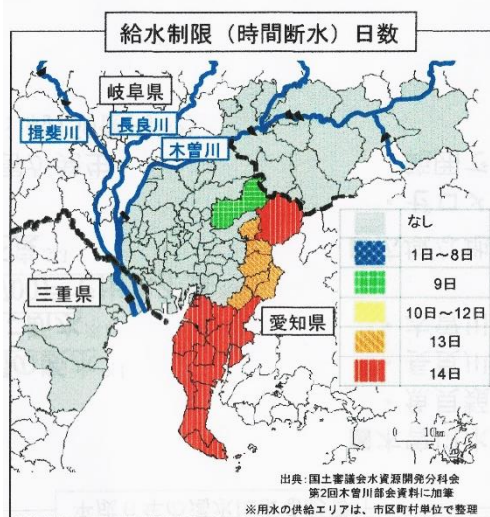 給水制限（時間断水）日数
岐阜県
揖斐川
長良川
木曽川
三重県
愛知県
なし
1日～8日
9日
10日～12日
13日
14日
0 10km
出典：国土審議会水資源開発分科会
第2回木曽川部会資料に加筆
※用水の供給エリアは、市区町村単位で整理